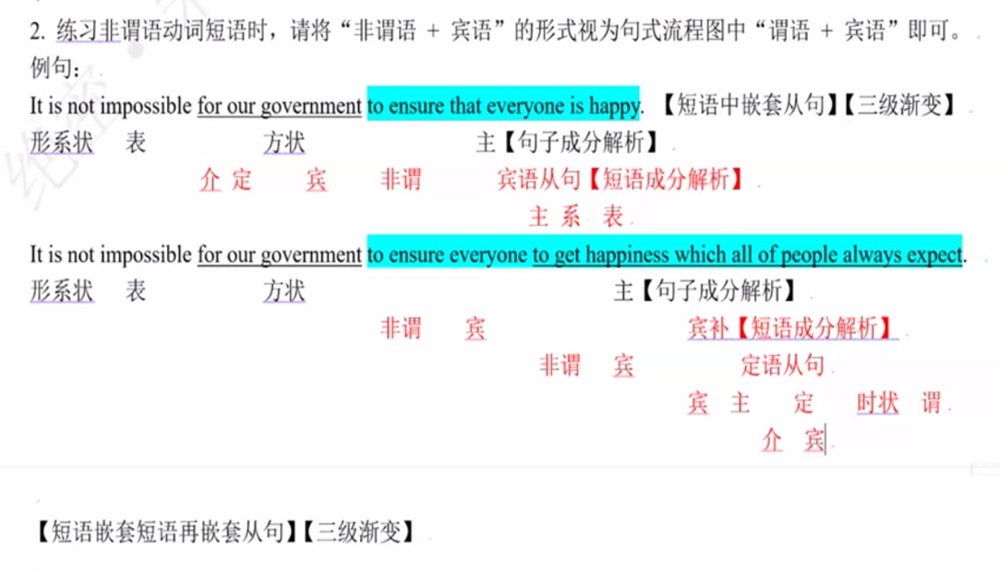 2. 练习非谓语动词短语时，请将“非谓语 + 宾语”的形式视为句式流程图中“谓语 + 宾语”即可。
例句：
It is not impossible for our government to ensure that everyone is happy. 【短语中嵌套从句】【三级渐变】
形系状 表 方状 主【句子成分解析】
介 定 宾 非谓 宾语从句【短语成分解析】
主 系 表
It is not impossible for our government to ensure everyone to get happiness which all of people always expect.
形系状 表 方状 主【句子成分解析】
非谓 宾 宾补【短语成分解析】
非谓 宾 定语从句
宾 主 定 时状 谓
介 宾
【短语嵌套短语再嵌套从句】【三级渐变】